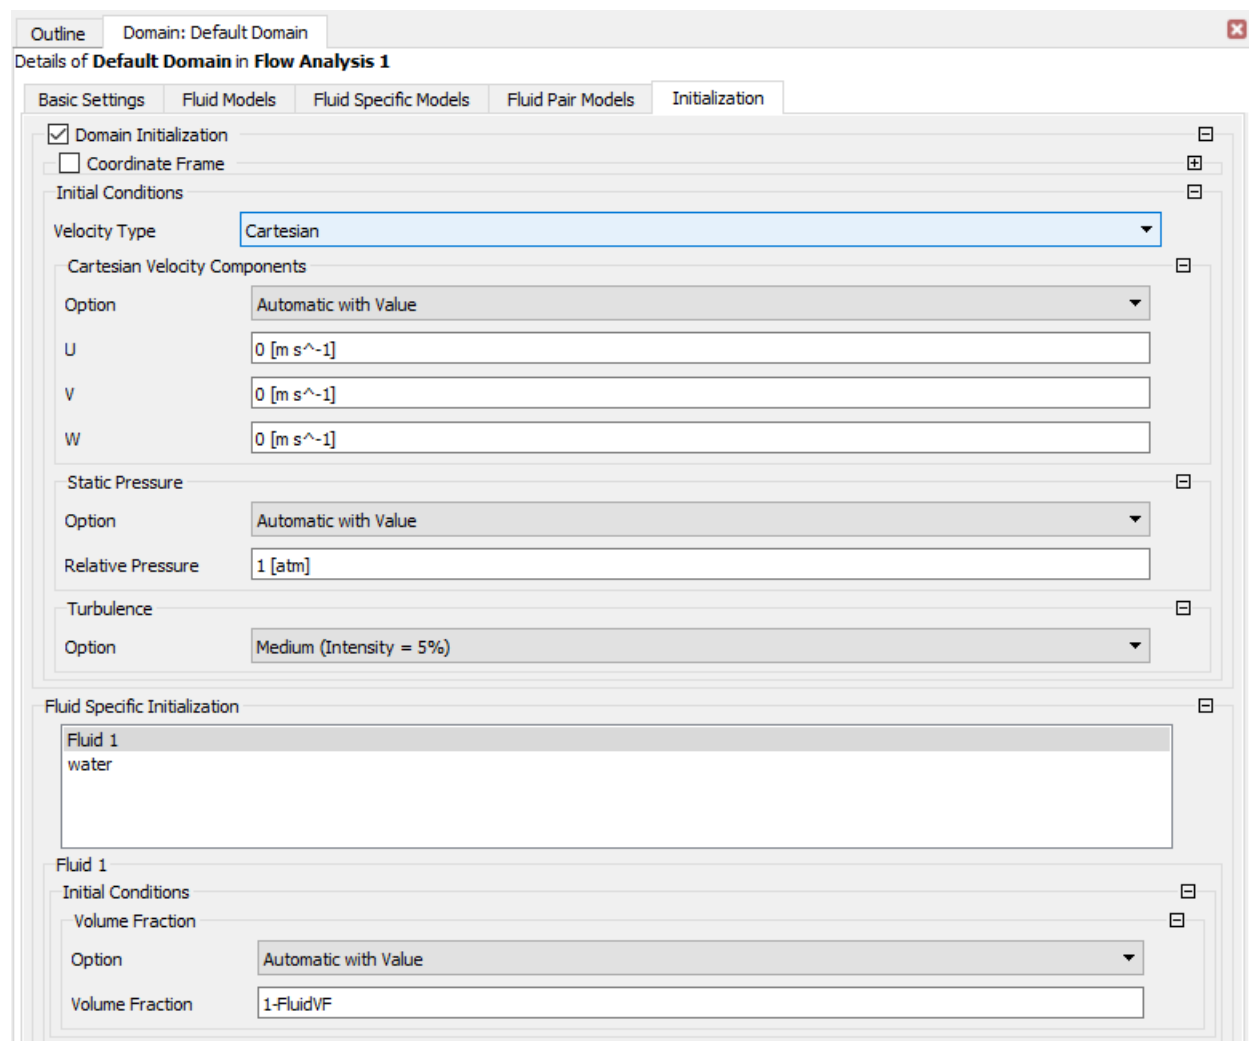 Outline Domain: Default Domain
Details of Default Domain in Flow Analysis 1
Basic Settings Fluid Models Fluid Specific Models Fluid Pair Models Initialization
Domain Initialization
Coordinate Frame
Initial Conditions
Velocity Type Cartesian
Cartesian Velocity Components
Option Automatic with Value
U 0 [m s^-1]
V 0 [m s^-1]
W 0 [m s^-1]
Static Pressure
Option Automatic with Value
Relative Pressure 1 [atm]
Turbulence
Option Medium (Intensity = 5%)
Fluid Specific Initialization
Fluid 1
water
Fluid 1
Initial Conditions
Volume Fraction
Option Automatic with Value
Volume Fraction 1-FluidVF